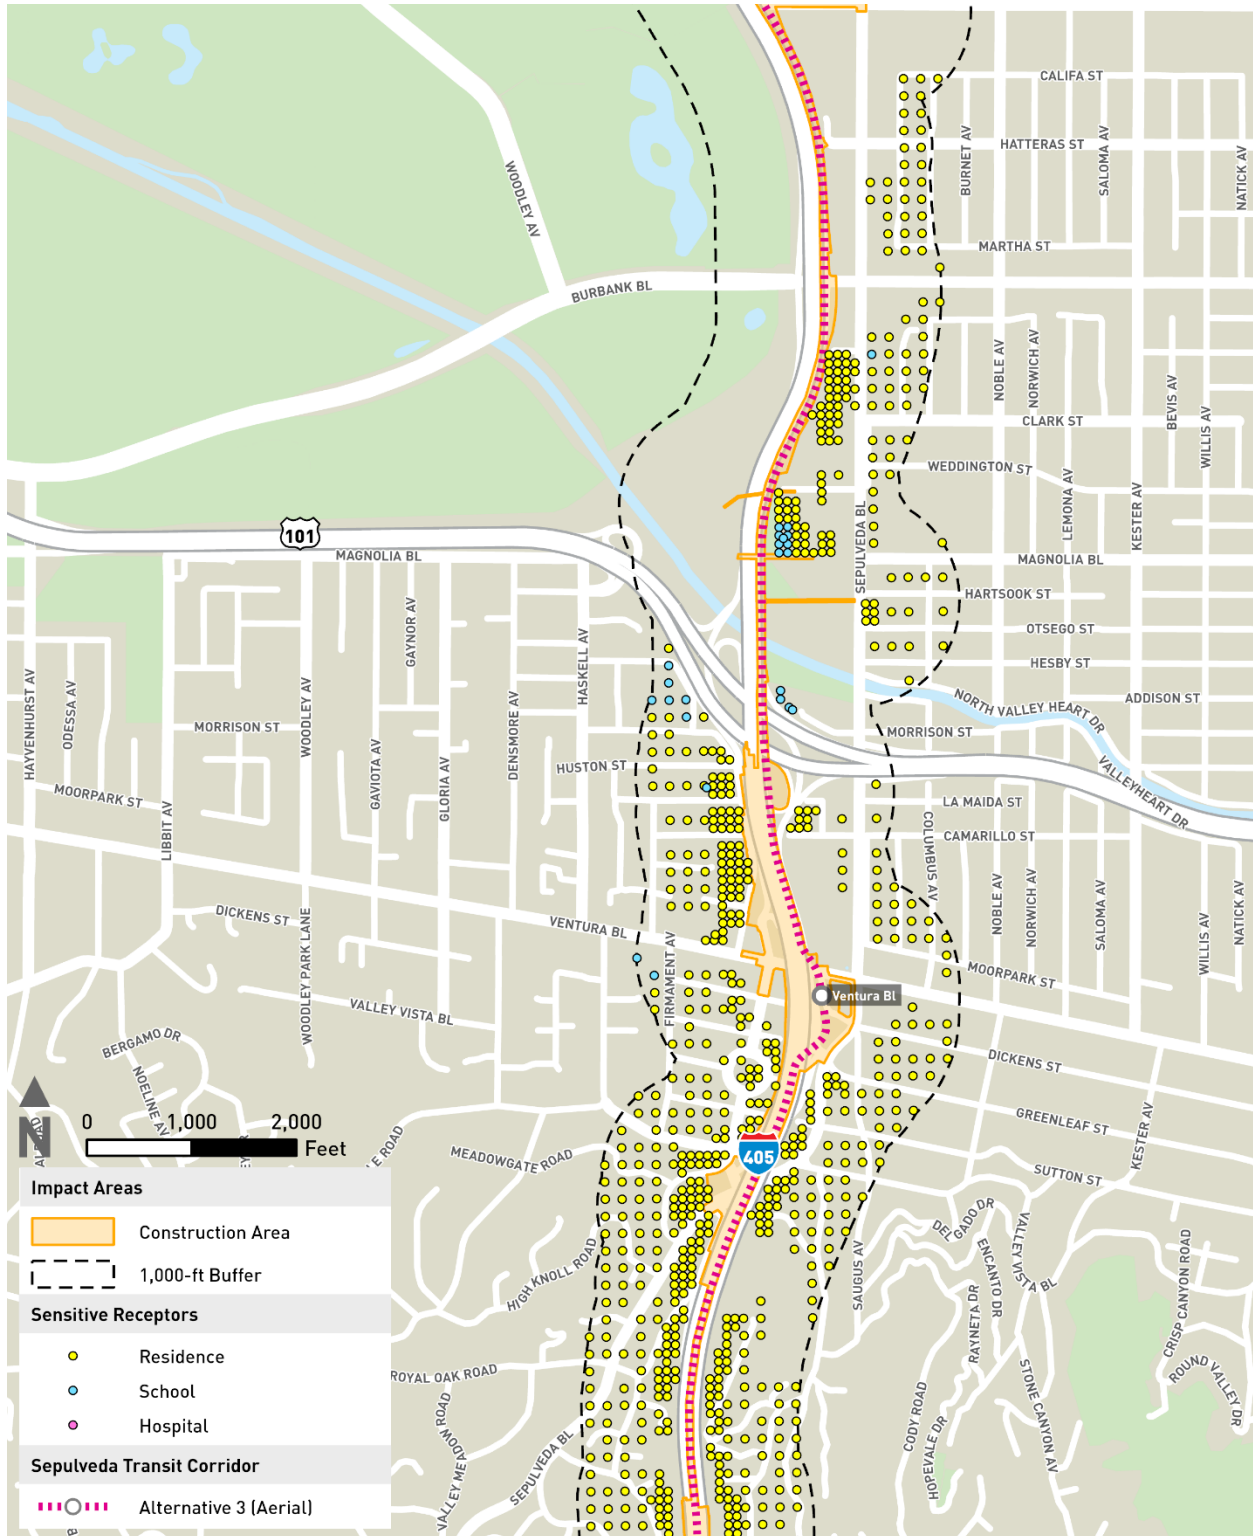 CALIFA ST
HATTERAS ST
BURNET AV
SALOMA AV
NATICK AV
WOODLEY AV
MARTHA ST
BURBANK BL
NOBLE AV
NORWICH AV
BEVIS AV
WILLIS AV
CLARK ST
WEDDINGTON ST
LEMONA AV
KESTER AV
SEPULVEDA BL
101
MAGNOLIA BL
MAGNOLIA BL
HARTSOOK ST
OTSEGO ST
HESBY ST
GAYNOR AV
HASKELL AV
HAYVENHURST AV
ODESSA AV
WOODLEY AV
DENSMORE AV
NORTH VALLEY HEART DR
ADDISON ST
MORRISON ST
MORRISON ST
GAVIOTA AV
GLORIA AV
HUSTON ST
VALLEYHEART DR
MOORPARK ST
LA MAIDA ST
LIBBIT AV
COLUMBUS AV
CAMARILLO ST
NOBLE AV
NORWICH AV
SALOMA AV
WILLIS AV
NATICK AV
DICKENS ST
WOODLEY PARK LANE
VENTURA BL
FIRMAMENT AV
MOORPARK ST
Ventura Bl
VALLEY VISTA BL
BERGAMO DR
NOELINE AV
DICKENS ST
GREENLEAF ST
KESTER AV
N
0 1,000 2,000
Feet
MEADOWGATE ROAD
405
SUTTON ST
DEL GADO DR
ENCANTO DR
VALLEY VISTA BL
SAUGUS AV
HIGH KNOLL ROAD
RAYNETA DR
CRISP CANYON ROAD
ROUND VALLEY DR
STONE CANYON AV
ROYAL OAK ROAD
CODY ROAD
HOPEVALE DR
VALLEY MEADOW ROAD
SEPULVEDA BL
Impact Areas
Construction Area
1,000-ft Buffer
Sensitive Receptors
Residence
School
Hospital
Sepulveda Transit Corridor
Alternative 3 (Aerial)